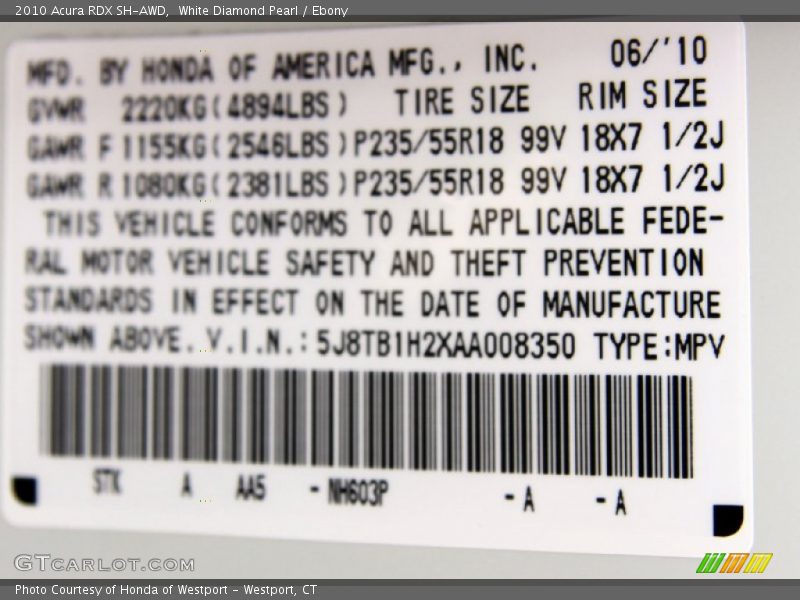 2010 Acura RDX SH-AWD,  White Diamond Pearl / Ebony
MFD. BY HONDA OF AMERICA MFG., INC. 06/'10
GVWR 2220KG(4894LBS) TIRE SIZE RIM SIZE
GAWR F 1155KG(2546LBS) P235/55R18 99V 18X7 1/2J
GAWR R 1080KG(2381LBS) P235/55R18 99V 18X7 1/2J
THIS VEHICLE CONFORMS TO ALL APPLICABLE FEDE-
RAL MOTOR VEHICLE SAFETY AND THEFT PREVENTION
STANDARDS IN EFFECT ON THE DATE OF MANUFACTURE
SHOWN ABOVE. V.I.N.: 5J8TB1H2XAA008350 TYPE:MPV
STK A AA5 - NH603P - A - A
GTCARLOT.COM
Photo Courtesy of Honda of Westport - Westport, CT